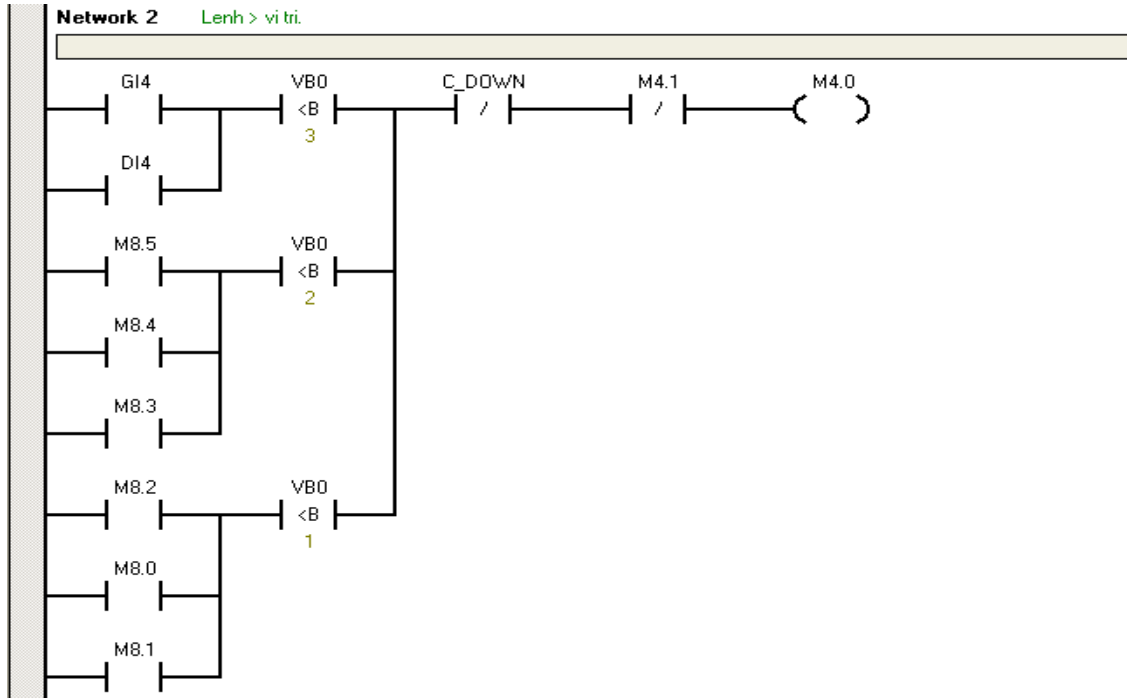 Network 2 Lenh > vi tri.
GI4 VB0 C_DOWN M4.1 M4.0
<B / /
3
DI4
M8.5 VB0
<B
2
M8.4
M8.3
M8.2 VB0
<B
1
M8.0
M8.1